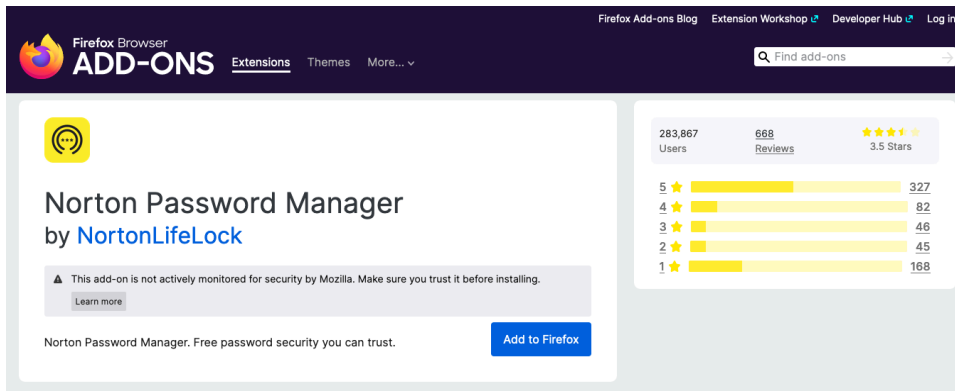 Firefox Add-ons Blog Extension Workshop Developer Hub Log in
Firefox Browser
ADD-ONS
Extensions Themes More...
Find add-ons
Norton Password Manager
by NortonLifeLock
This add-on is not actively monitored for security by Mozilla. Make sure you trust it before installing.
Learn more
Norton Password Manager. Free password security you can trust.
Add to Firefox
283,867 668
Users Reviews 3.5 Stars
5 327
4 82
3 46
2 45
1 168